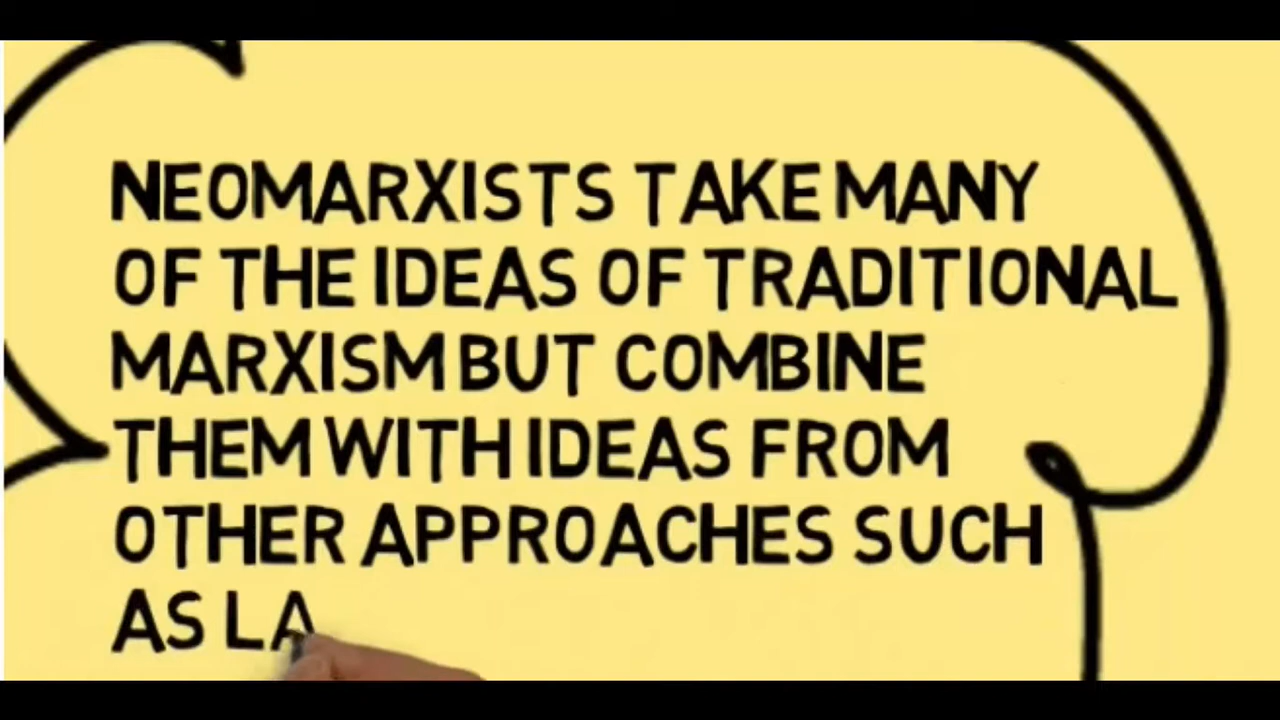 NEOMARXISTS TAKE MANY
OF THE IDEAS OF TRADITIONAL
MARXISM BUT COMBINE
THEM WITH IDEAS FROM
OTHER APPROACHES SUCH
AS LA